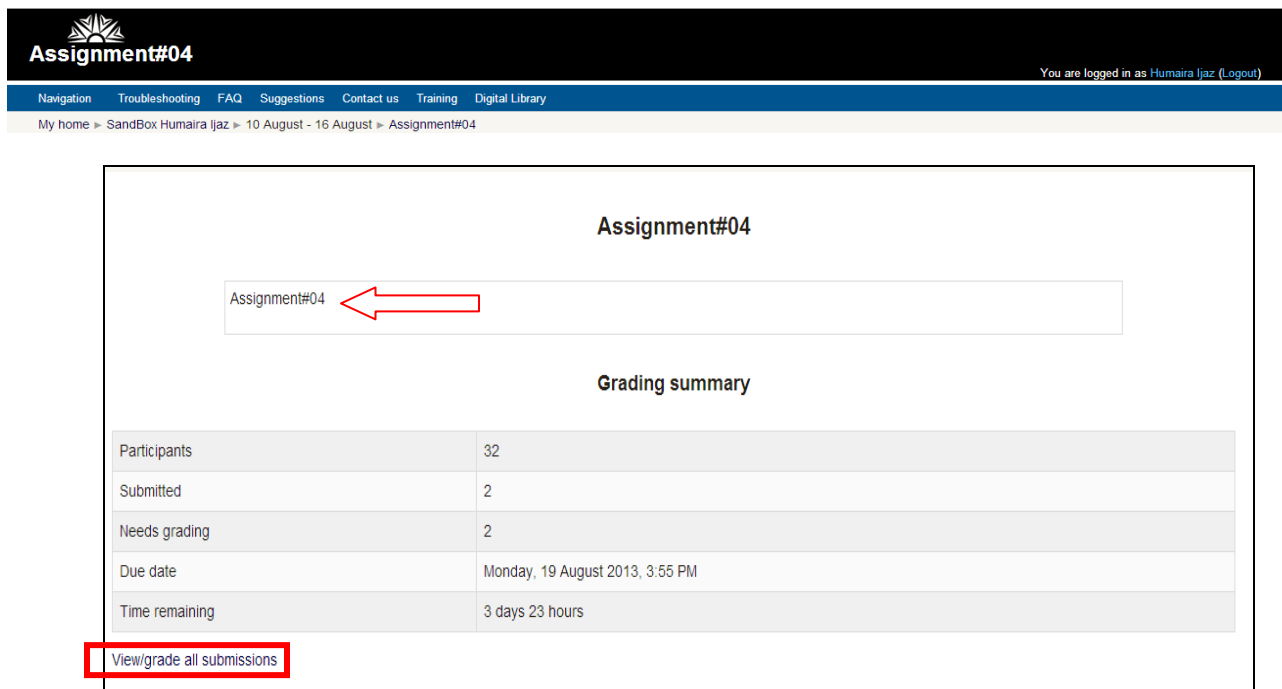 Assignment#04
You are logged in as Humaira Ijaz (Logout)
Navigation Troubleshooting FAQ Suggestions Contact us Training Digital Library
My home ► SandBox Humaira Ijaz ► 10 August - 16 August ► Assignment#04
Assignment#04
Assignment#04
Grading summary
Participants 32
Submitted 2
Needs grading 2
Due date Monday, 19 August 2013, 3:55 PM
Time remaining 3 days 23 hours
View/grade all submissions